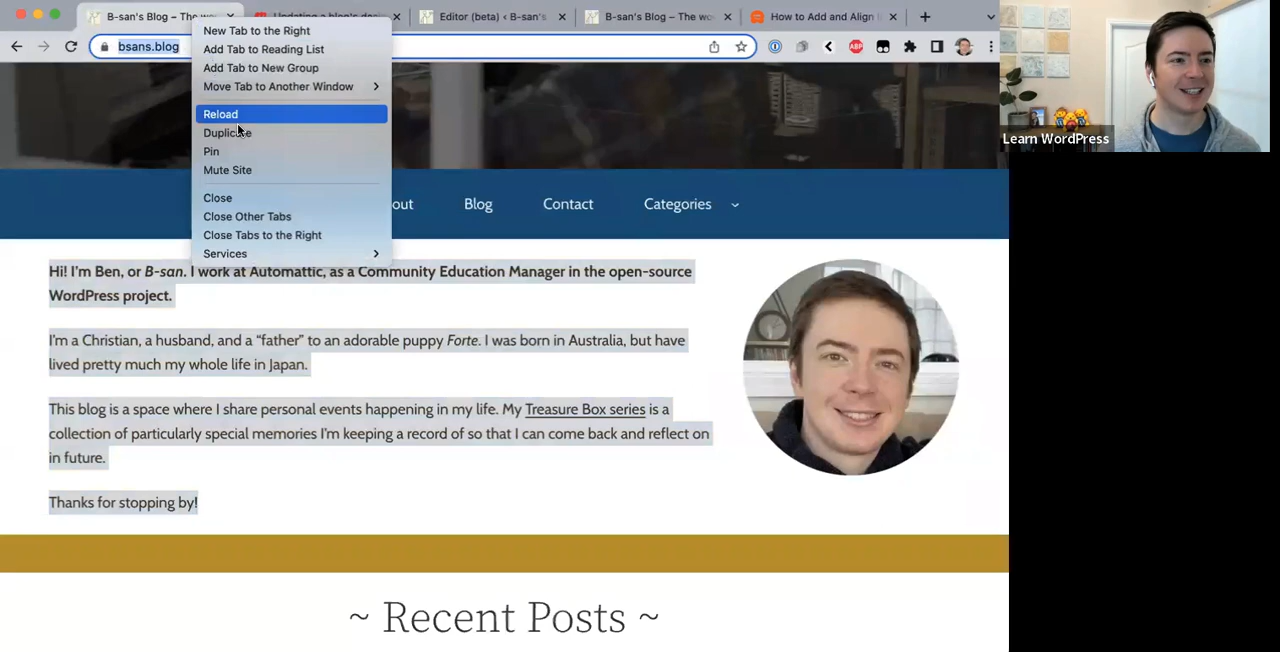 B-san's Blog – The wo
Updating a blog's desi
Editor (beta) ‹ B-san's
B-san's Blog – The wo
How to Add and Align I
bsans.blog
ABP
New Tab to the Right
Add Tab to Reading List
Add Tab to New Group
Move Tab to Another Window
Reload
Duplicate
Pin
Mute Site
Close
Close Other Tabs
Close Tabs to the Right
Services
Learn WordPress
out Blog Contact Categories
Hi! I'm Ben, or B-san. I work at Automattic, as a Community Education Manager in the open-source
WordPress project.
I'm a Christian, a husband, and a “father” to an adorable puppy Forte. I was born in Australia, but have
lived pretty much my whole life in Japan.
This blog is a space where I share personal events happening in my life. My Treasure Box series is a
collection of particularly special memories I'm keeping a record of so that I can come back and reflect on
in future.
Thanks for stopping by!
~ Recent Posts ~